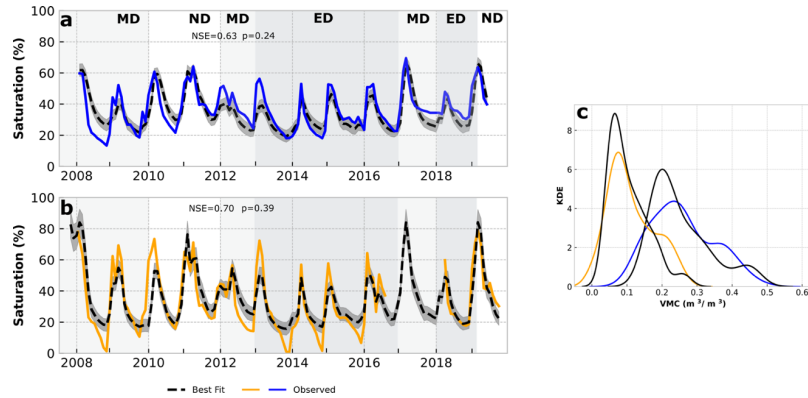 a
MD ND MD ED MD ED ND
NSE=0.63 p=0.24
Saturation (%)
100
80
60
40
20
0
2008 2010 2012 2014 2016 2018
b
NSE=0.70 p=0.39
Saturation (%)
100
80
60
40
20
0
2008 2010 2012 2014 2016 2018
Best Fit Observed
c
KDE
8
6
4
2
0
0.0 0.1 0.2 0.3 0.4 0.5 0.6
VMC (m³/ m³)